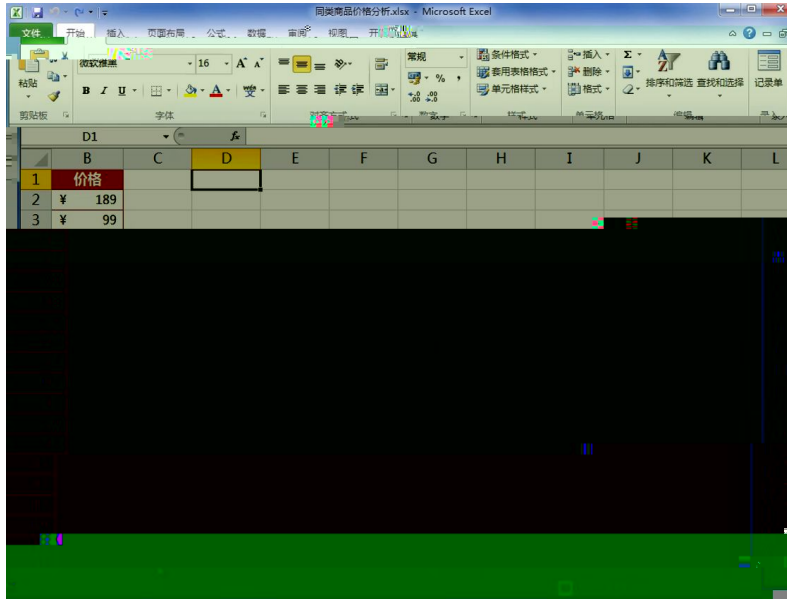 同类商品价格分析.xlsx - Microsoft Excel
文件 开始 插入 页面布局 公式 数据 审阅 视图
微软雅黑 16 A A 常规 条件格式 插入 Σ
粘贴 套用表格格式 删除 排序和筛选 查找和选择 记录单
B I U A 变 % , 单元格样式 格式
剪贴板 字体 编辑
D1 fx
B C D E F G H I J K L
1 价格
2 ¥ 189
3 ¥ 99